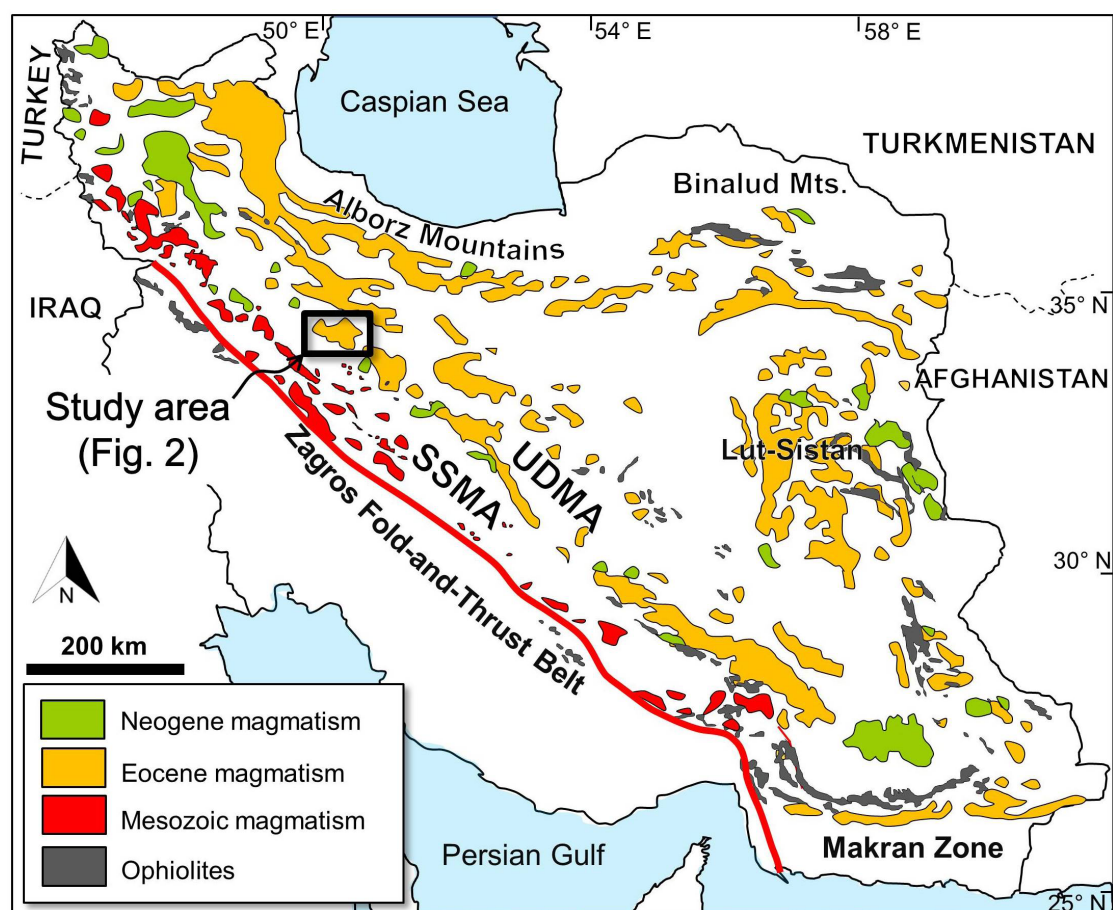 50° E
54° E
58° E
TURKEY
Caspian Sea
TURKMENISTAN
Binalud Mts.
Alborz Mountains
IRAQ
35° N
Study area
(Fig. 2)
AFGHANISTAN
Lut-Sistan
SSMA
UDMA
Zagros Fold-and-Thrust Belt
30° N
N
200 km
Neogene magmatism
Eocene magmatism
Mesozoic magmatism
Ophiolites
Persian Gulf
Makran Zone
25° N